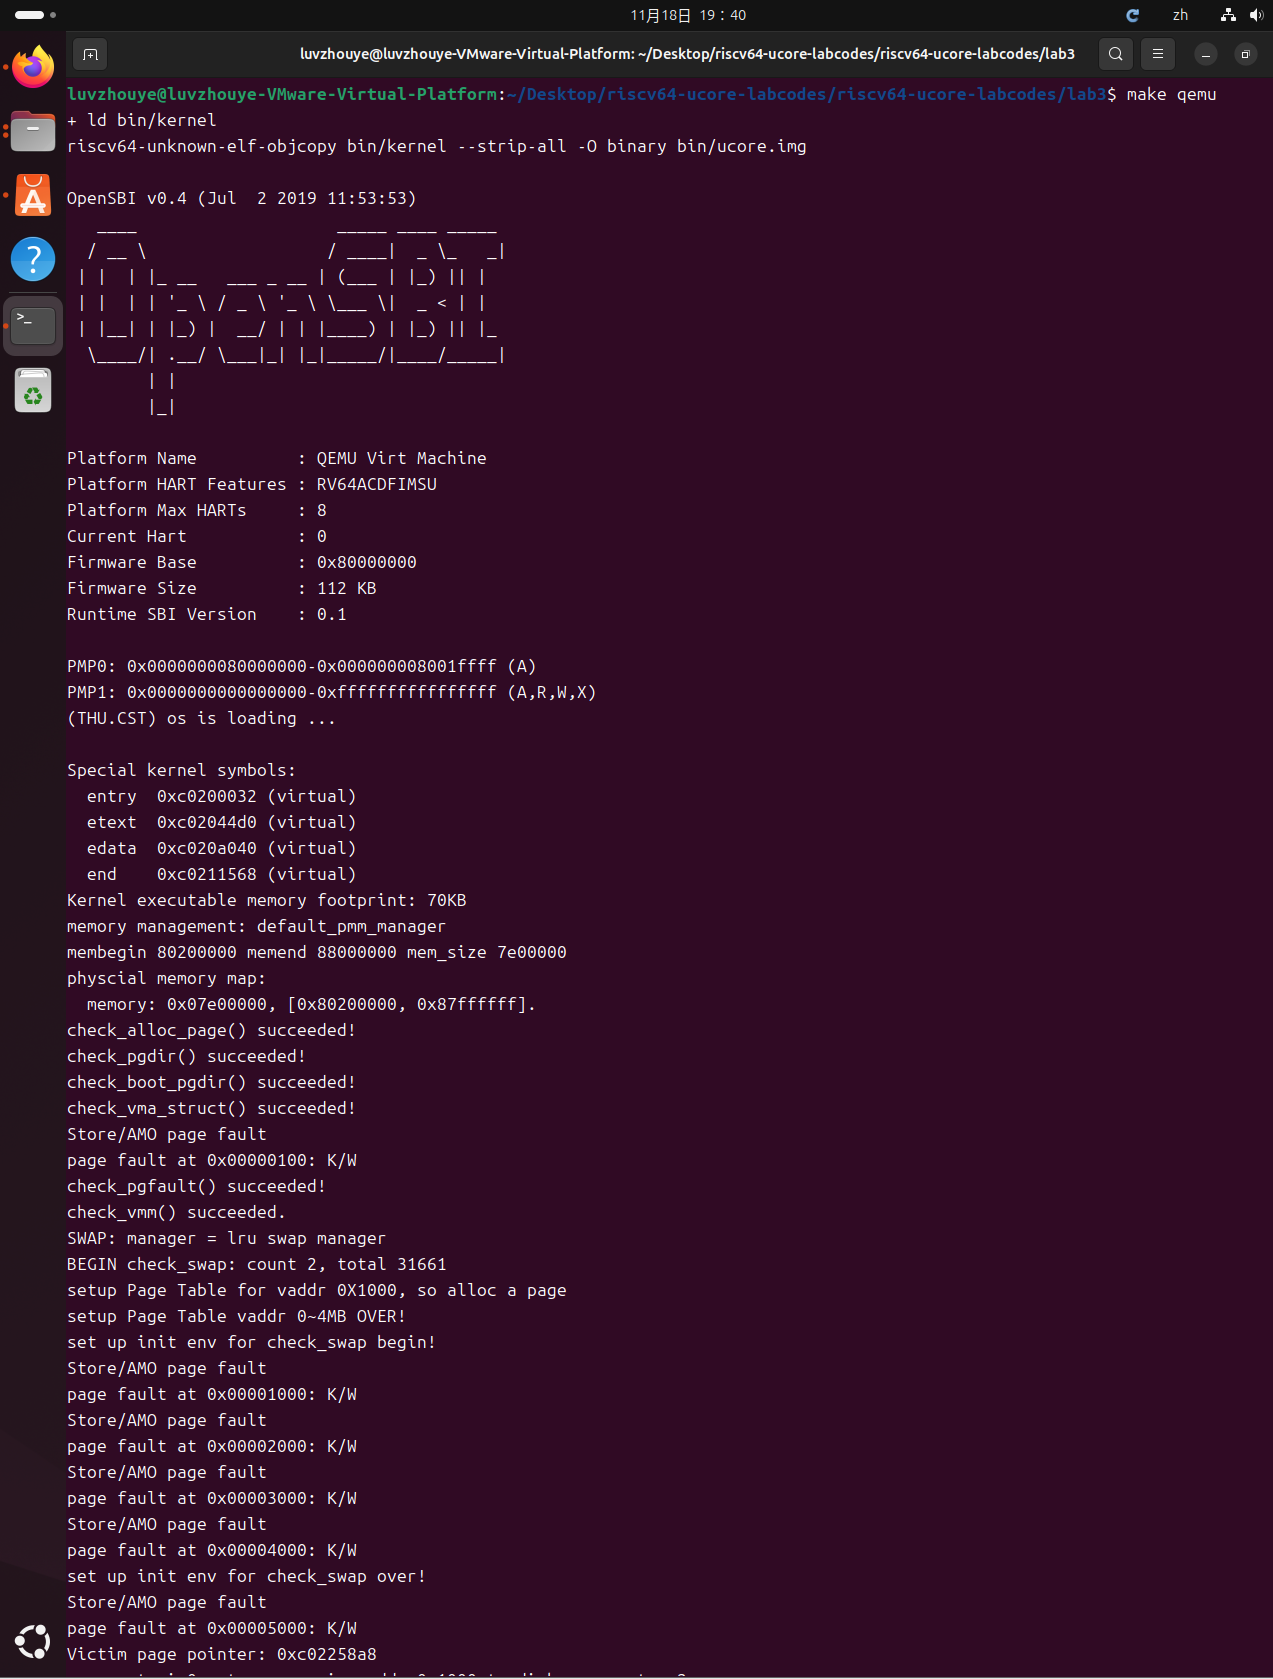 11月18日 19：40
zh
luvzhouye@luvzhouye-VMware-Virtual-Platform: ~/Desktop/riscv64-ucore-labcodes/riscv64-ucore-labcodes/lab3
luvzhouye@luvzhouye-VMware-Virtual-Platform:~/Desktop/riscv64-ucore-labcodes/riscv64-ucore-labcodes/lab3$ make qemu
+ ld bin/kernel
riscv64-unknown-elf-objcopy bin/kernel --strip-all -O binary bin/ucore.img
OpenSBI v0.4 (Jul  2 2019 11:53:53)
   ____                    _____ ____ _____
  / __ \                  / ____|  _ \_   _|
 | |  | |_ __   ___ _ __ | (___ | |_) || |
 | |  | | '_ \ / _ \ '_ \ \___ \|  _ < | |
 | |__| | |_) |  __/ | | |____) | |_) || |_
  \____/| .__/ \___|_| |_|_____/|____/_____|
        | |
        |_|
Platform Name          : QEMU Virt Machine
Platform HART Features : RV64ACDFIMSU
Platform Max HARTs     : 8
Current Hart           : 0
Firmware Base          : 0x80000000
Firmware Size          : 112 KB
Runtime SBI Version    : 0.1
PMP0: 0x0000000080000000-0x000000008001ffff (A)
PMP1: 0x0000000000000000-0xffffffffffffffff (A,R,W,X)
(THU.CST) os is loading ...
Special kernel symbols:
  entry  0xc0200032 (virtual)
  etext  0xc02044d0 (virtual)
  edata  0xc020a040 (virtual)
  end    0xc0211568 (virtual)
Kernel executable memory footprint: 70KB
memory management: default_pmm_manager
membegin 80200000 memend 88000000 mem_size 7e00000
physcial memory map:
  memory: 0x07e00000, [0x80200000, 0x87ffffff].
check_alloc_page() succeeded!
check_pgdir() succeeded!
check_boot_pgdir() succeeded!
check_vma_struct() succeeded!
Store/AMO page fault
page fault at 0x00000100: K/W
check_pgfault() succeeded!
check_vmm() succeeded.
SWAP: manager = lru swap manager
BEGIN check_swap: count 2, total 31661
setup Page Table for vaddr 0X1000, so alloc a page
setup Page Table vaddr 0~4MB OVER!
set up init env for check_swap begin!
Store/AMO page fault
page fault at 0x00001000: K/W
Store/AMO page fault
page fault at 0x00002000: K/W
Store/AMO page fault
page fault at 0x00003000: K/W
Store/AMO page fault
page fault at 0x00004000: K/W
set up init env for check_swap over!
Store/AMO page fault
page fault at 0x00005000: K/W
Victim page pointer: 0xc02258a8